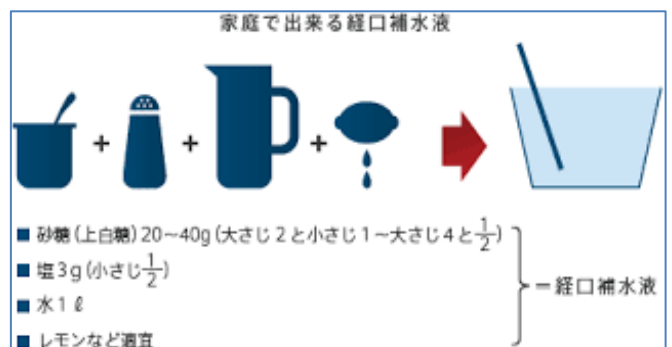 家庭で出来る経口補水液
+ + +
■ 砂糖(上白糖)20〜40g(大さじ2と小さじ1〜大さじ4と1/2)
■ 塩3g(小さじ1/2)
■ 水1ℓ
■ レモンなど適宜
=経口補水液